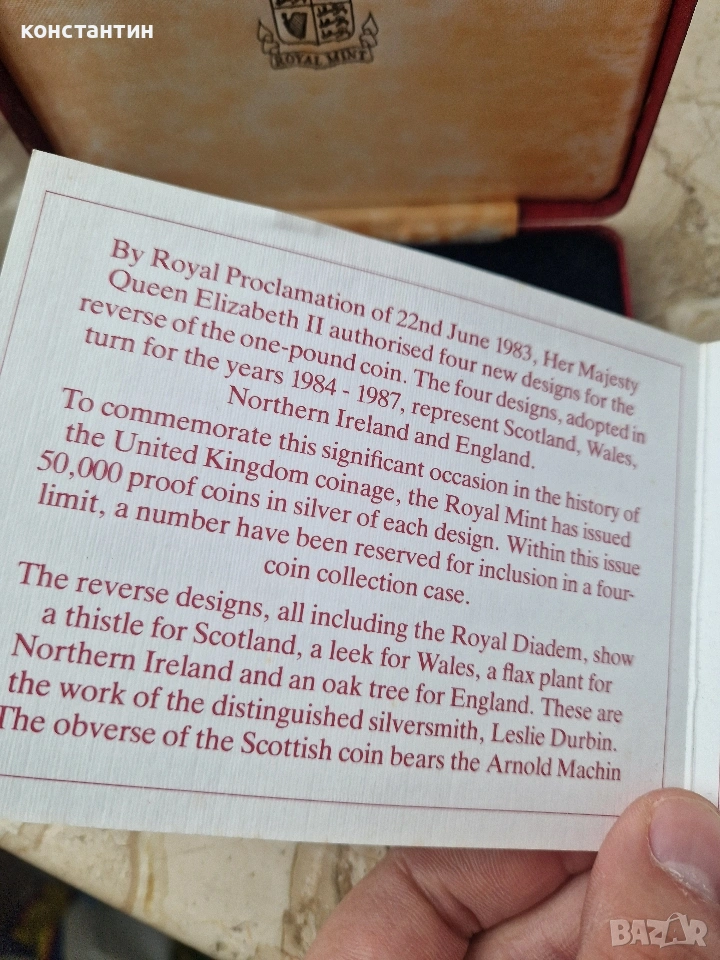 константин
ROYAL MINT
By Royal Proclamation of 22nd June 1983, Her Majesty
Queen Elizabeth II authorised four new designs for the
reverse of the one-pound coin. The four designs, adopted in
turn for the years 1984 - 1987, represent Scotland, Wales,
Northern Ireland and England.
To commemorate this significant occasion in the history of
the United Kingdom coinage, the Royal Mint has issued
50,000 proof coins in silver of each design. Within this issue
limit, a number have been reserved for inclusion in a four-
coin collection case.
The reverse designs, all including the Royal Diadem, show
a thistle for Scotland, a leek for Wales, a flax plant for
Northern Ireland and an oak tree for England. These are
the work of the distinguished silversmith, Leslie Durbin.
The obverse of the Scottish coin bears the Arnold Machin
BAZAR